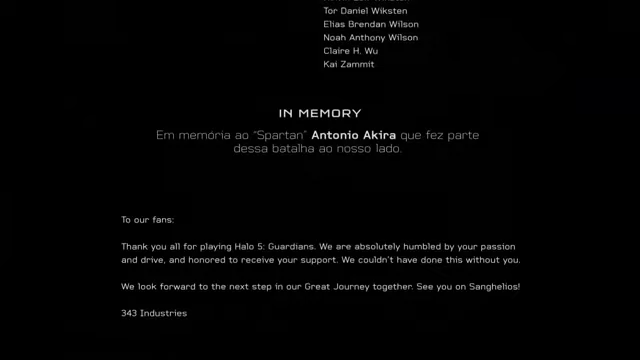 Tor Daniel Wiksten
Elias Brendan Wilson
Noah Anthony Wilson
Claire H. Wu
Kai Zammit
IN MEMORY
Em memória ao "Spartan" Antonio Akira que fez parte
dessa batalha ao nosso lado.
To our fans:
Thank you all for playing Halo 5: Guardians. We are absolutely humbled by your passion
and drive, and honored to receive your support. We couldn't have done this without you.
We look forward to the next step in our Great Journey together. See you on Sanghelios!
343 Industries